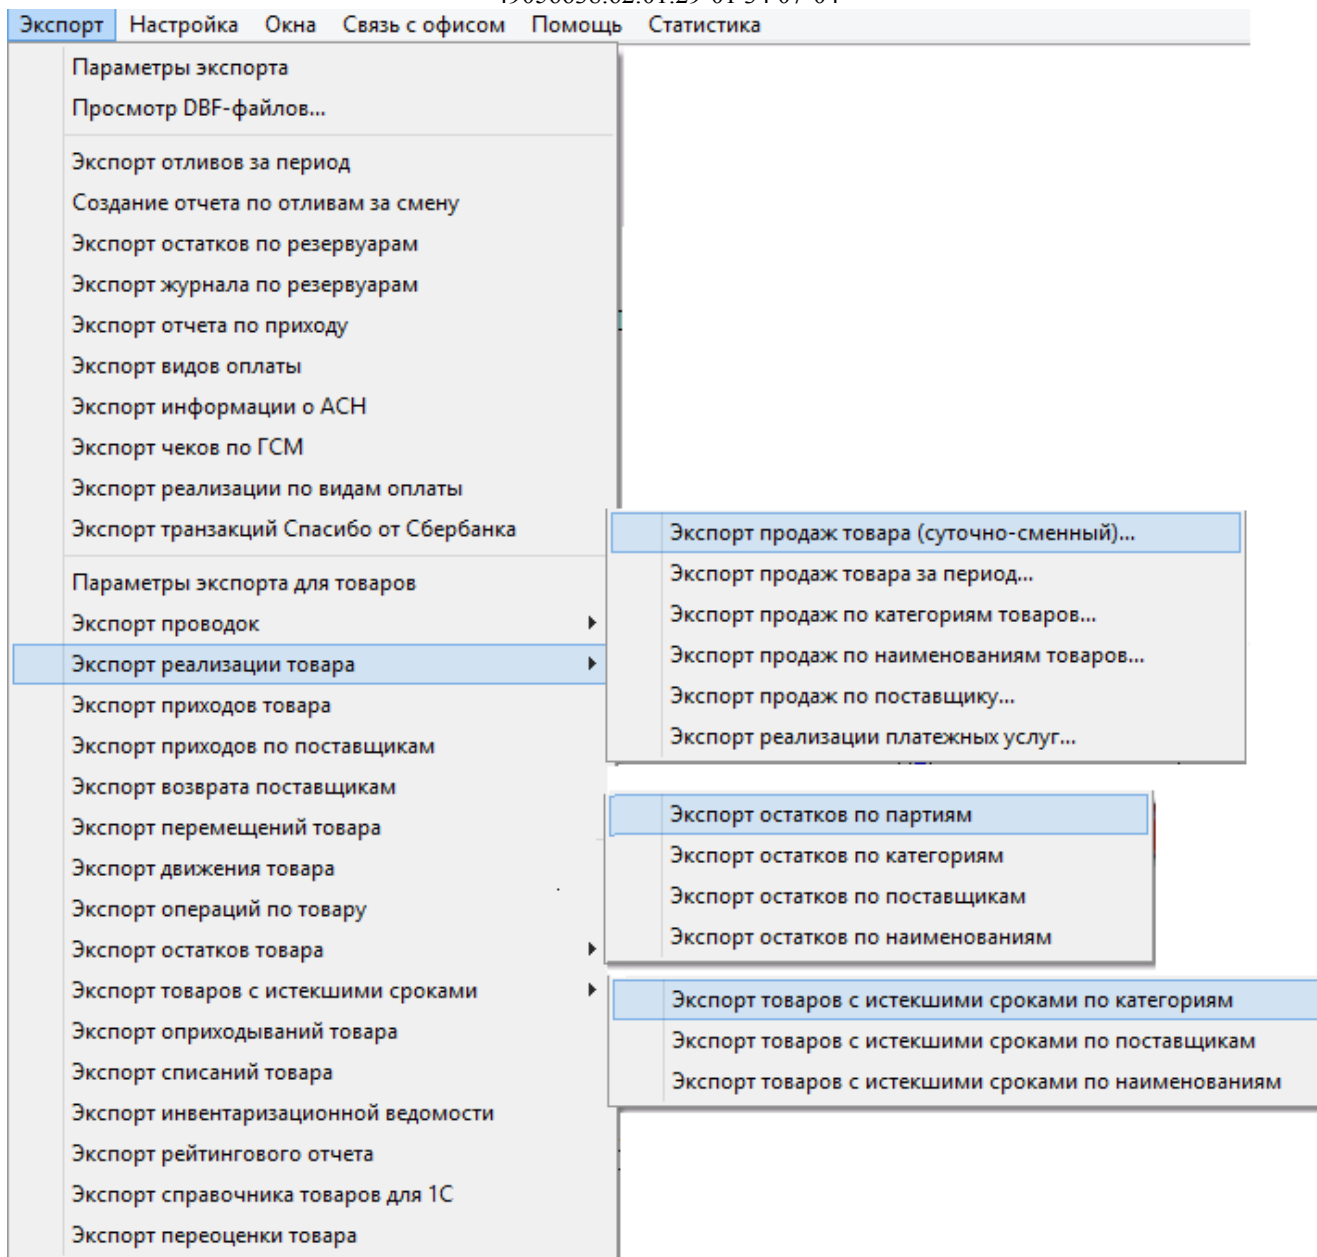 Экспорт Настройка Окна Связь с офисом Помощь Статистика
Параметры экспорта
Просмотр DBF-файлов...
Экспорт отливов за период
Создание отчета по отливам за смену
Экспорт остатков по резервуарам
Экспорт журнала по резервуарам
Экспорт отчета по приходу
Экспорт видов оплаты
Экспорт информации о АСН
Экспорт чеков по ГСМ
Экспорт реализации по видам оплаты
Экспорт транзакций Спасибо от Сбербанка
Параметры экспорта для товаров
Экспорт проводок
Экспорт реализации товара
Экспорт приходов товара
Экспорт приходов по поставщикам
Экспорт возврата поставщикам
Экспорт перемещений товара
Экспорт движения товара
Экспорт операций по товару
Экспорт остатков товара
Экспорт товаров с истекшими сроками
Экспорт оприходываний товара
Экспорт списаний товара
Экспорт инвентаризационной ведомости
Экспорт рейтингового отчета
Экспорт справочника товаров для 1С
Экспорт переоценки товара
Экспорт продаж товара (суточно-сменный)...
Экспорт продаж товара за период...
Экспорт продаж по категориям товаров...
Экспорт продаж по наименованиям товаров...
Экспорт продаж по поставщику...
Экспорт реализации платежных услуг...
Экспорт остатков по партиям
Экспорт остатков по категориям
Экспорт остатков по поставщикам
Экспорт остатков по наименованиям
Экспорт товаров с истекшими сроками по категориям
Экспорт товаров с истекшими сроками по поставщикам
Экспорт товаров с истекшими сроками по наименованиям